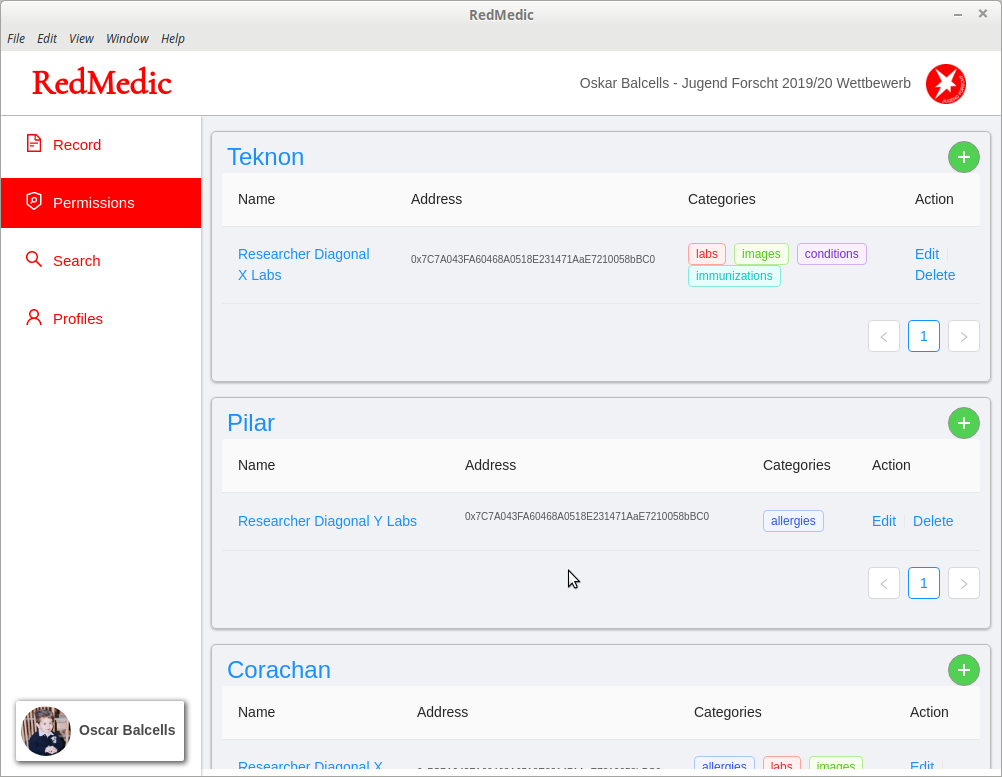 RedMedic
File Edit View Window Help
RedMedic
Oskar Balcells - Jugend Forscht 2019/20 Wettbewerb
Record
Permissions
Search
Profiles
Oscar Balcells
Teknon
+
Name Address Categories Action
Researcher Diagonal
X Labs
0x7C7A043FA60468A0518E231471AaE7210058bBC0
labs images conditions
immunizations
Edit
Delete
< 1 >
Pilar
+
Name Address Categories Action
Researcher Diagonal Y Labs 0x7C7A043FA60468A0518E231471AaE7210058bBC0 allergies Edit Delete
< 1 >
Corachan
+
Name Address Categories Action
Researcher Diagonal X allergies labs images Edit